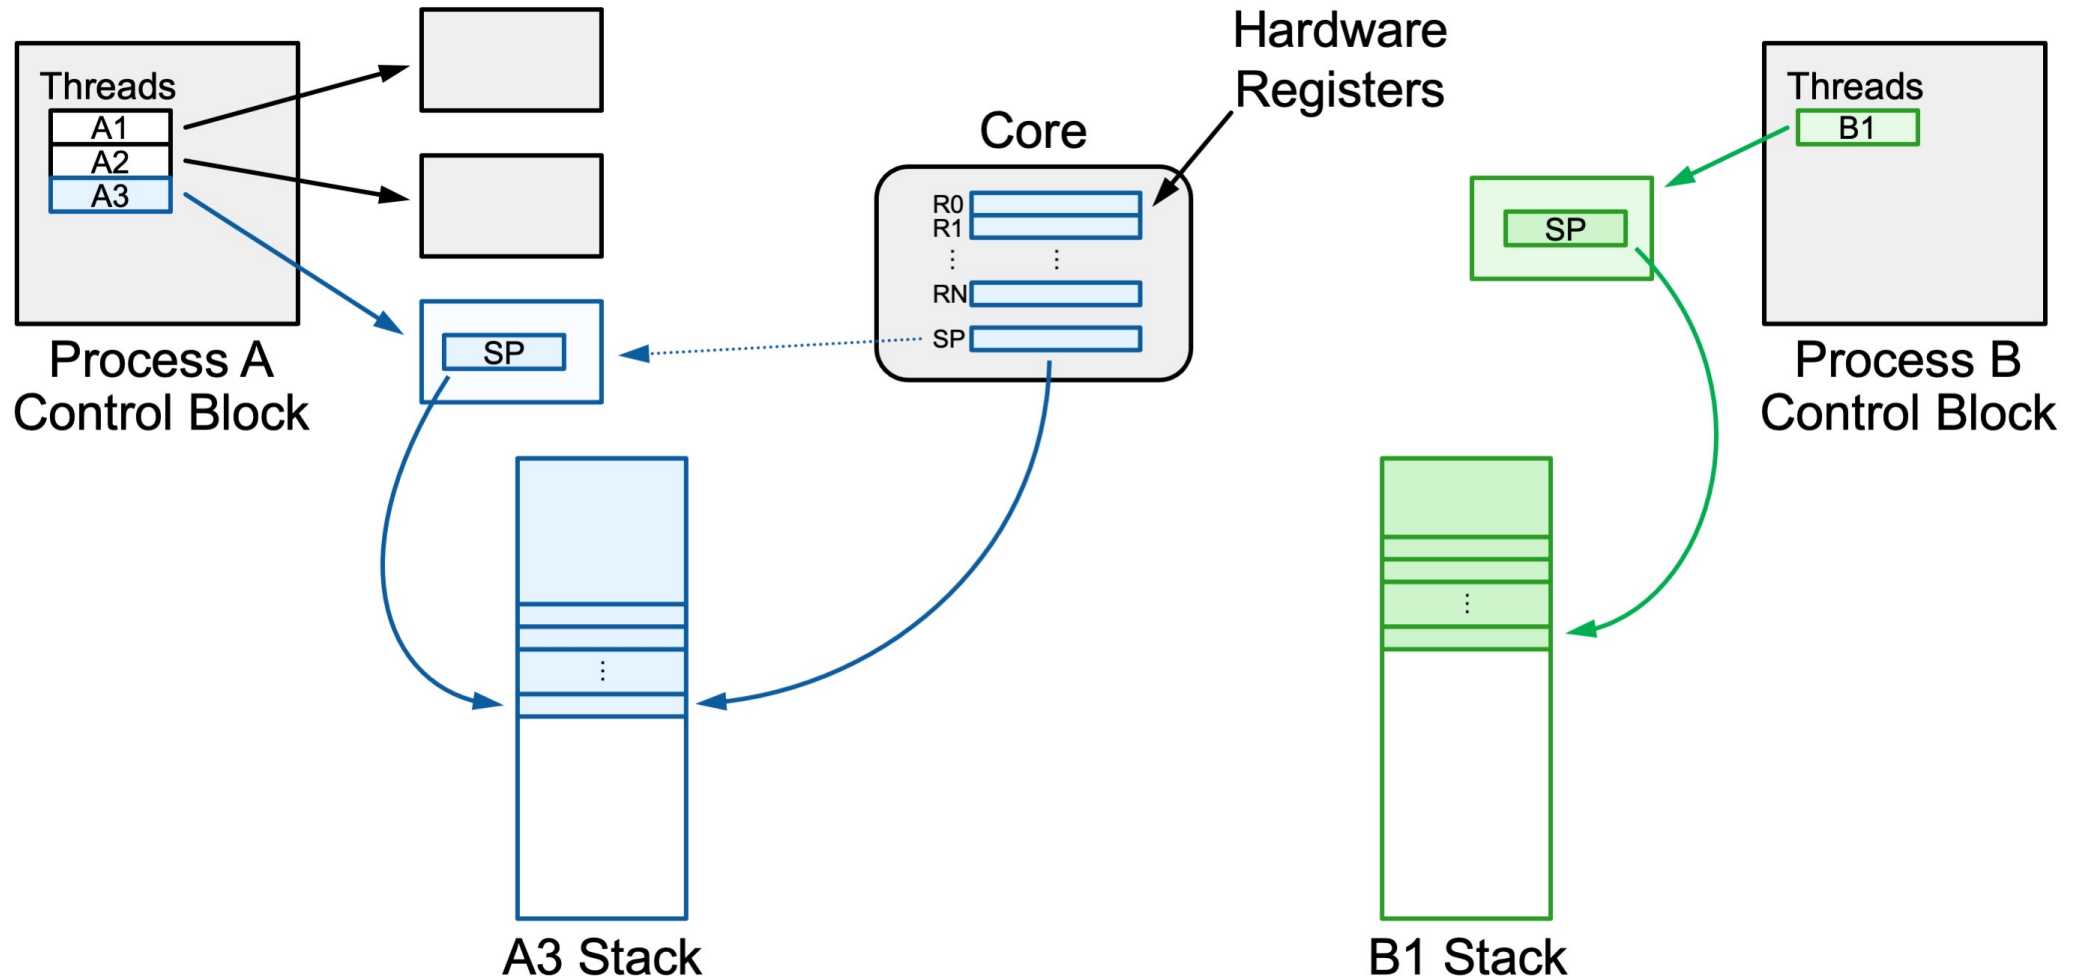 Threads
A1
A2
A3
Process A
Control Block
SP
A3 Stack
Core
Hardware
Registers
R0
R1
⋮ ⋮
RN
SP
⋮
Threads
B1
SP
Process B
Control Block
⋮
B1 Stack